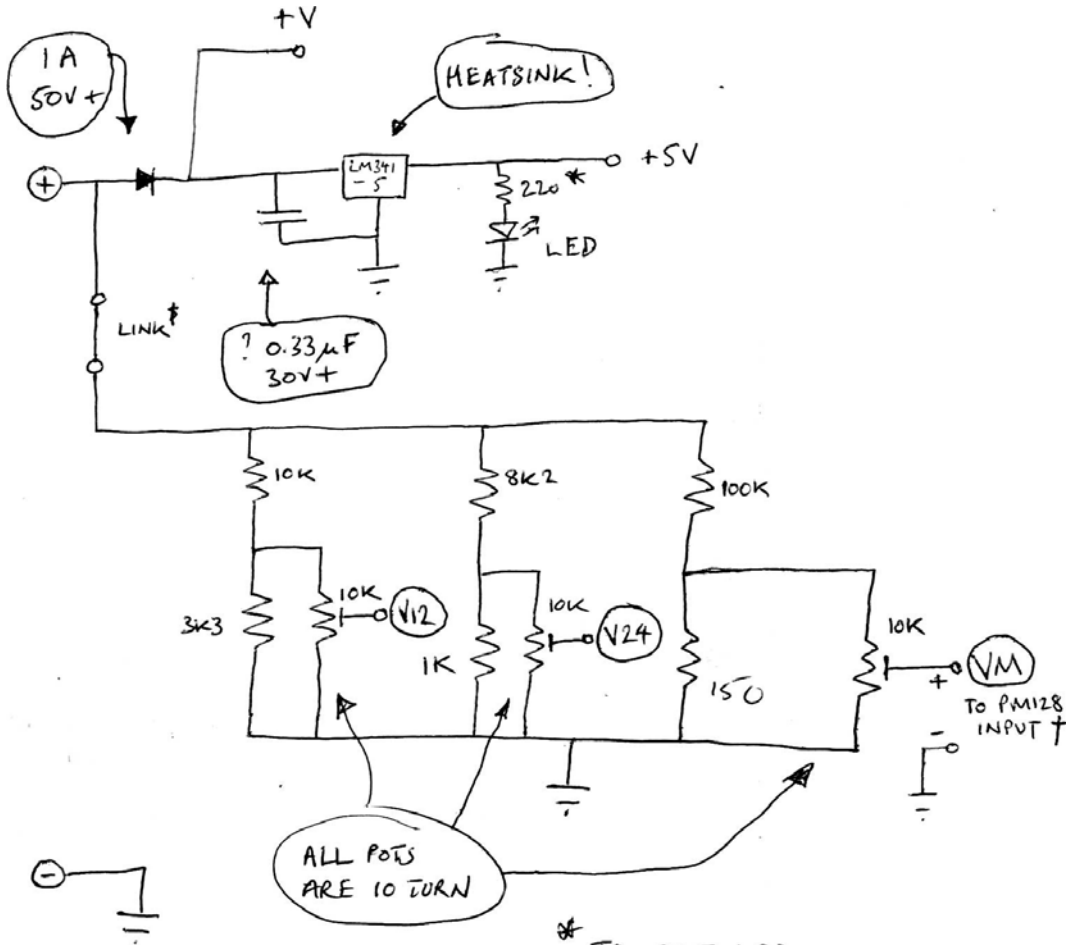 +V
1A
50V+
HEATSINK!
+
LM341
-5
+5V
220*
LED
LINK
? 0.33µF
30V+
10K
8K2
100K
3K3
10K
V12
1K
10K
V24
150
10K
+
VM
TO PM128
INPUT †
-
ALL POTS
ARE 10 TURN
-
*